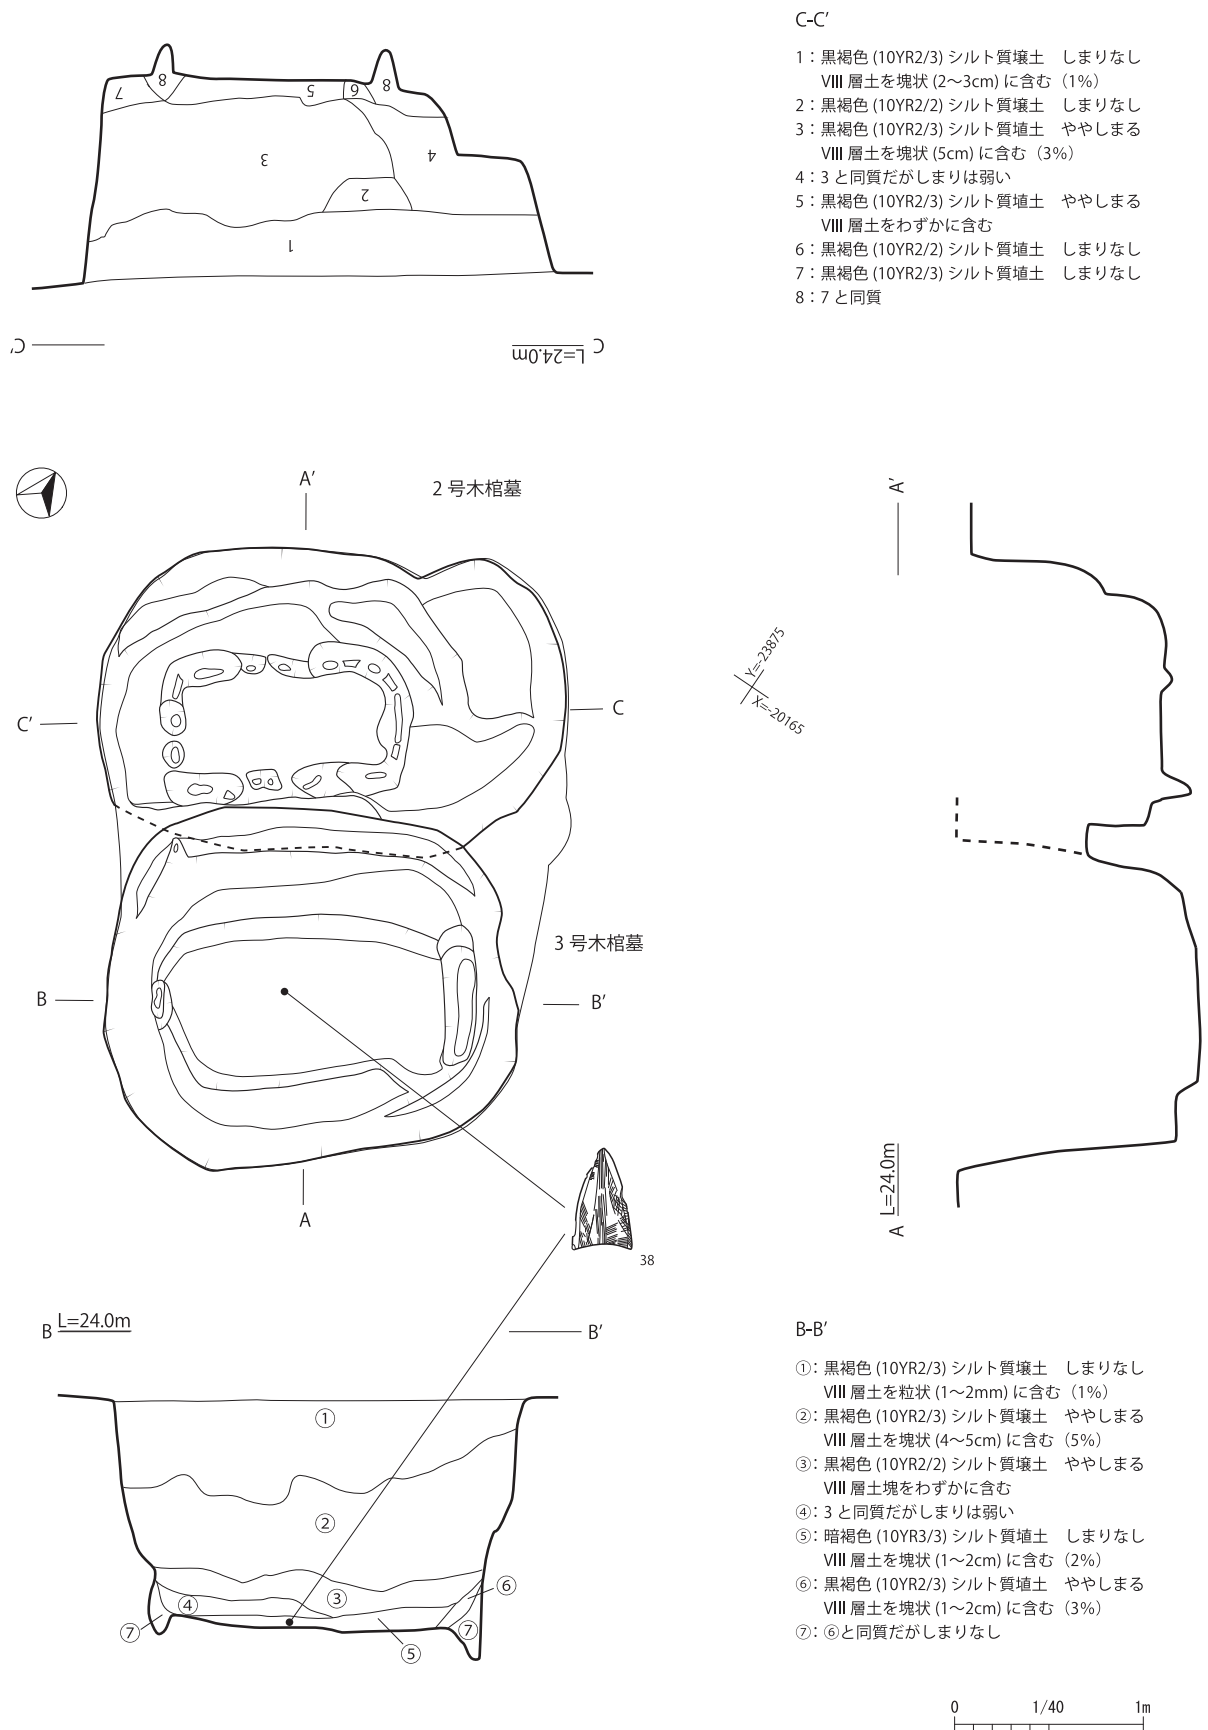 C-C′
1：黒褐色 (10YR2/3) シルト質壌土　しまりなし
Ⅷ 層土を塊状 (2～3cm) に含む (1%)
2：黒褐色 (10YR2/2) シルト質壌土　しまりなし
3：黒褐色 (10YR2/3) シルト質埴土　ややしまる
Ⅷ 層土を塊状 (5cm) に含む（3%）
4：3 と同質だがしまりは弱い
5：黒褐色 (10YR2/3) シルト質埴土　ややしまる
Ⅷ 層土をわずかに含む
6：黒褐色 (10YR2/2) シルト質埴土　しまりなし
7：黒褐色 (10YR2/3) シルト質埴土　しまりなし
8：7 と同質
7
8
5
6
8
3
4
2
1
C′
L=24.0m
C
A′
2 号木棺墓
C′
C
3 号木棺墓
B
B′
A
38
A′
Y=-23875
X=-20165
A L=24.0m
B L=24.0m
B′
①
②
③
④
⑤
⑥
⑦
⑦
B-B′
①：黒褐色 (10YR2/3) シルト質壌土　しまりなし
Ⅷ 層土を粒状 (1～2mm) に含む（1%）
②：黒褐色 (10YR2/3) シルト質壌土　ややしまる
Ⅷ 層土を塊状 (4～5cm) に含む（5%）
③：黒褐色 (10YR2/2) シルト質壌土　ややしまる
Ⅷ 層土塊をわずかに含む
④：3 と同質だがしまりは弱い
⑤：暗褐色 (10YR3/3) シルト質埴土　しまりなし
Ⅷ 層土を塊状 (1～2cm) に含む（2%）
⑥：黒褐色 (10YR2/3) シルト質埴土　ややしまる
Ⅷ 層土を塊状 (1～2cm) に含む（3%）
⑦：⑥と同質だがしまりなし
0 1/40 1m